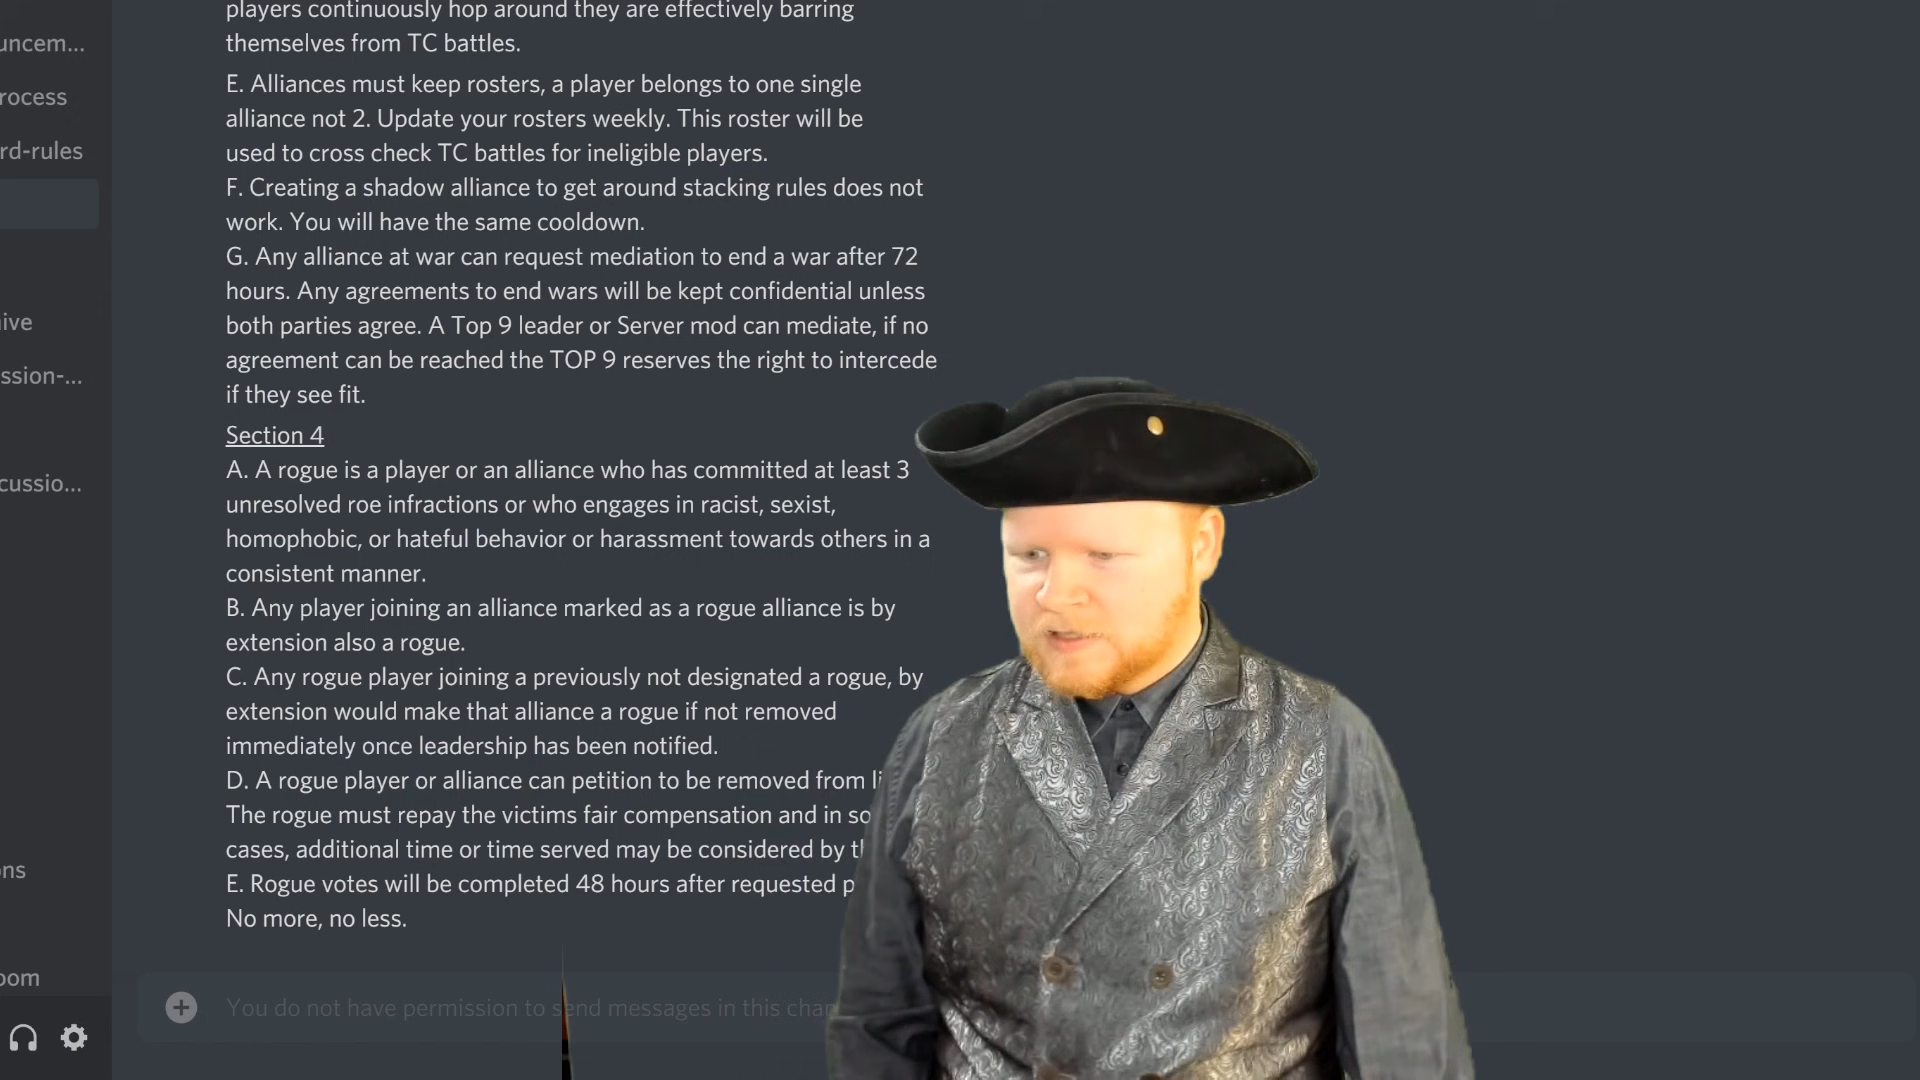 players continuously hop around they are effectively barring
themselves from TC battles.
E. Alliances must keep rosters, a player belongs to one single
alliance not 2. Update your rosters weekly. This roster will be
used to cross check TC battles for ineligible players.
F. Creating a shadow alliance to get around stacking rules does not
work. You will have the same cooldown.
G. Any alliance at war can request mediation to end a war after 72
hours. Any agreements to end wars will be kept confidential unless
both parties agree. A Top 9 leader or Server mod can mediate, if no
agreement can be reached the TOP 9 reserves the right to intercede
if they see fit.
Section 4
A. A rogue is a player or an alliance who has committed at least 3
unresolved roe infractions or who engages in racist, sexist,
homophobic, or hateful behavior or harassment towards others in a
consistent manner.
B. Any player joining an alliance marked as a rogue alliance is by
extension also a rogue.
C. Any rogue player joining a previously not designated a rogue, by
extension would make that alliance a rogue if not removed
immediately once leadership has been notified.
D. A rogue player or alliance can petition to be removed from
The rogue must repay the victims fair compensation and in
cases, additional time or time served may be considered by
E. Rogue votes will be completed 48 hours after requested
No more, no less.
You do not have permission to send messages in this
uncem...
rocess
rd-rules
ive
ssion-...
cussio...
ons
oom